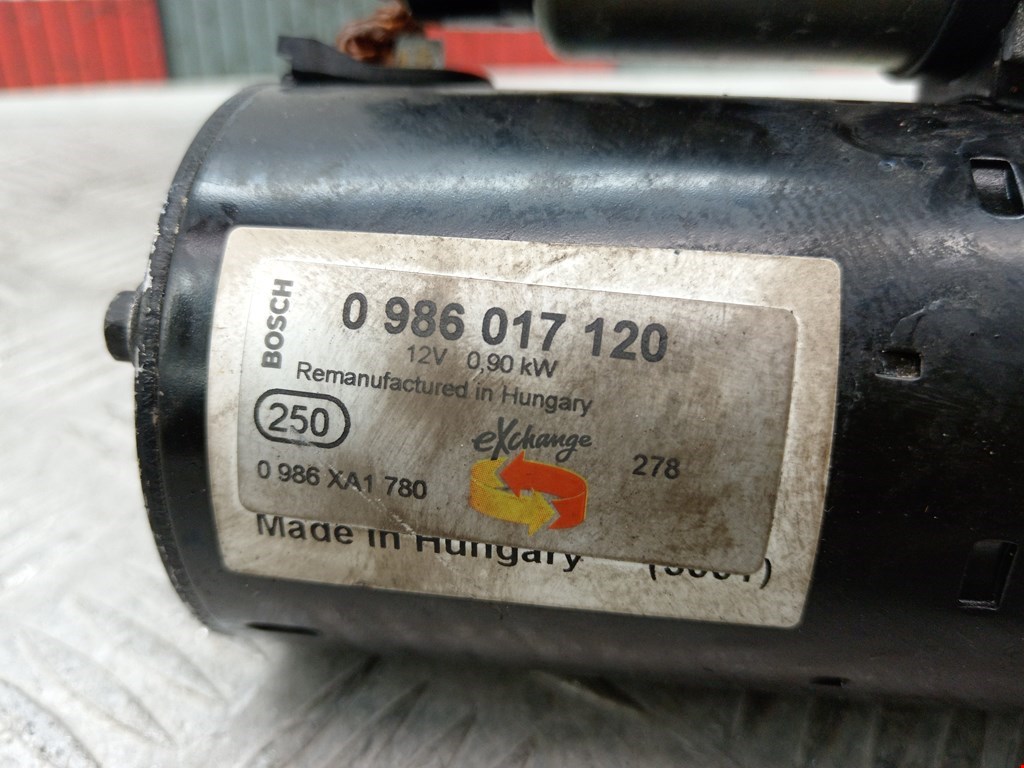 BOSCH
0 986 017 120
12V 0,90 kW
Remanufactured in Hungary
250
eXchange
278
0 986 XA1 780
Made in Hungary